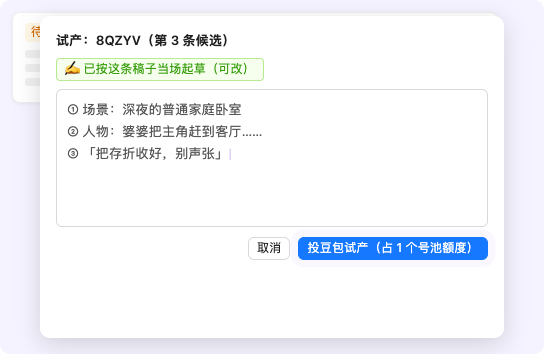 待
试产：8QZYV（第 3 条候选）
✍️ 已按这条稿子当场起草（可改）
① 场景：深夜的普通家庭卧室
② 人物：婆婆把主角赶到客厅……
③ 「把存折收好，别声张」
取消
投豆包试产（占 1 个号池额度）